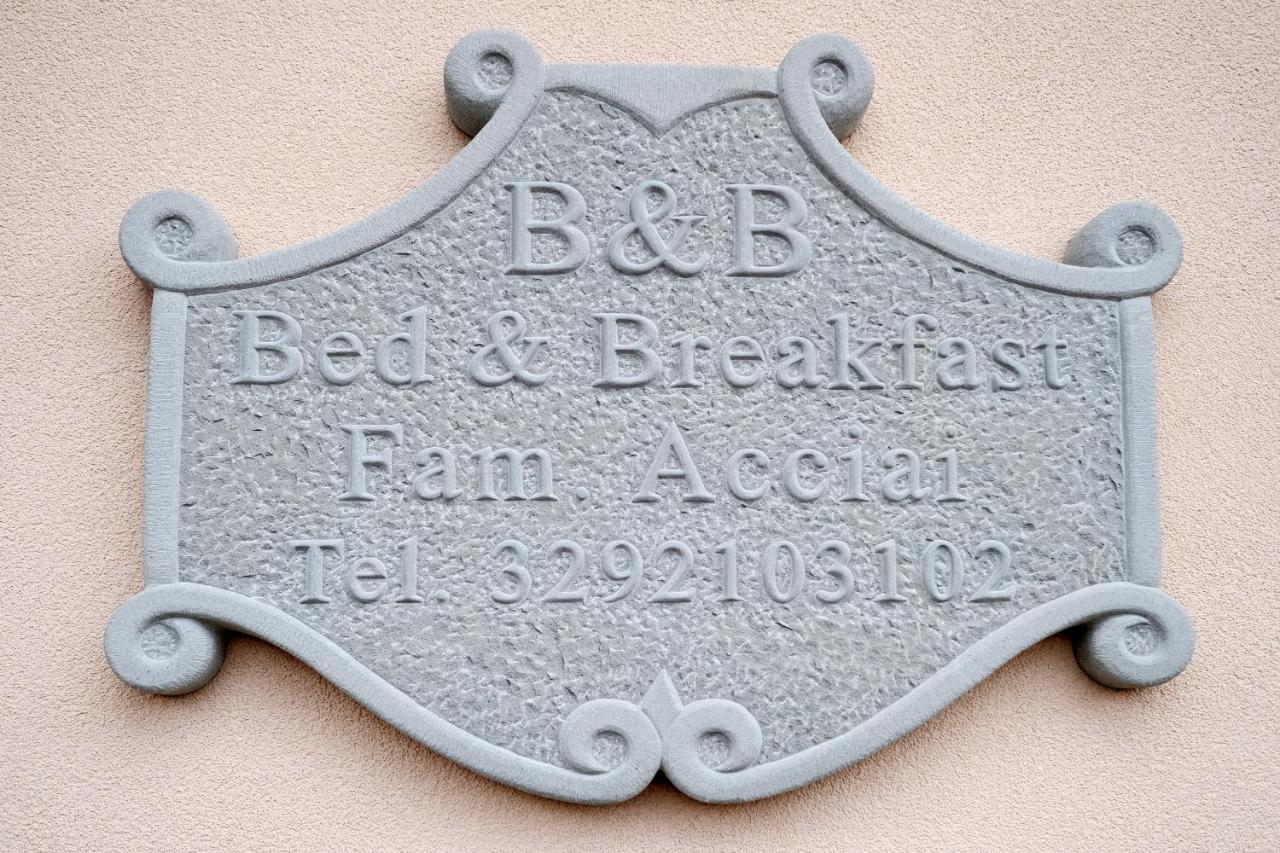 B&B
Bed & Breakfast
Fam. Acciai
Tel. 3292103102